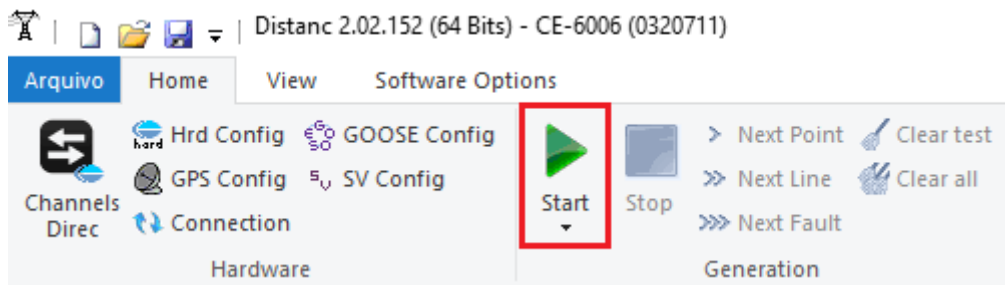 Distanc 2.02.152 (64 Bits) - CE-6006 (0320711)
Arquivo Home View Software Options
hard Hrd Config GOOSE Config
GPS Config SV Config
Channels Direc
Connection
Start
Stop
Next Point Clear test
Next Line Clear all
Next Fault
Hardware
Generation